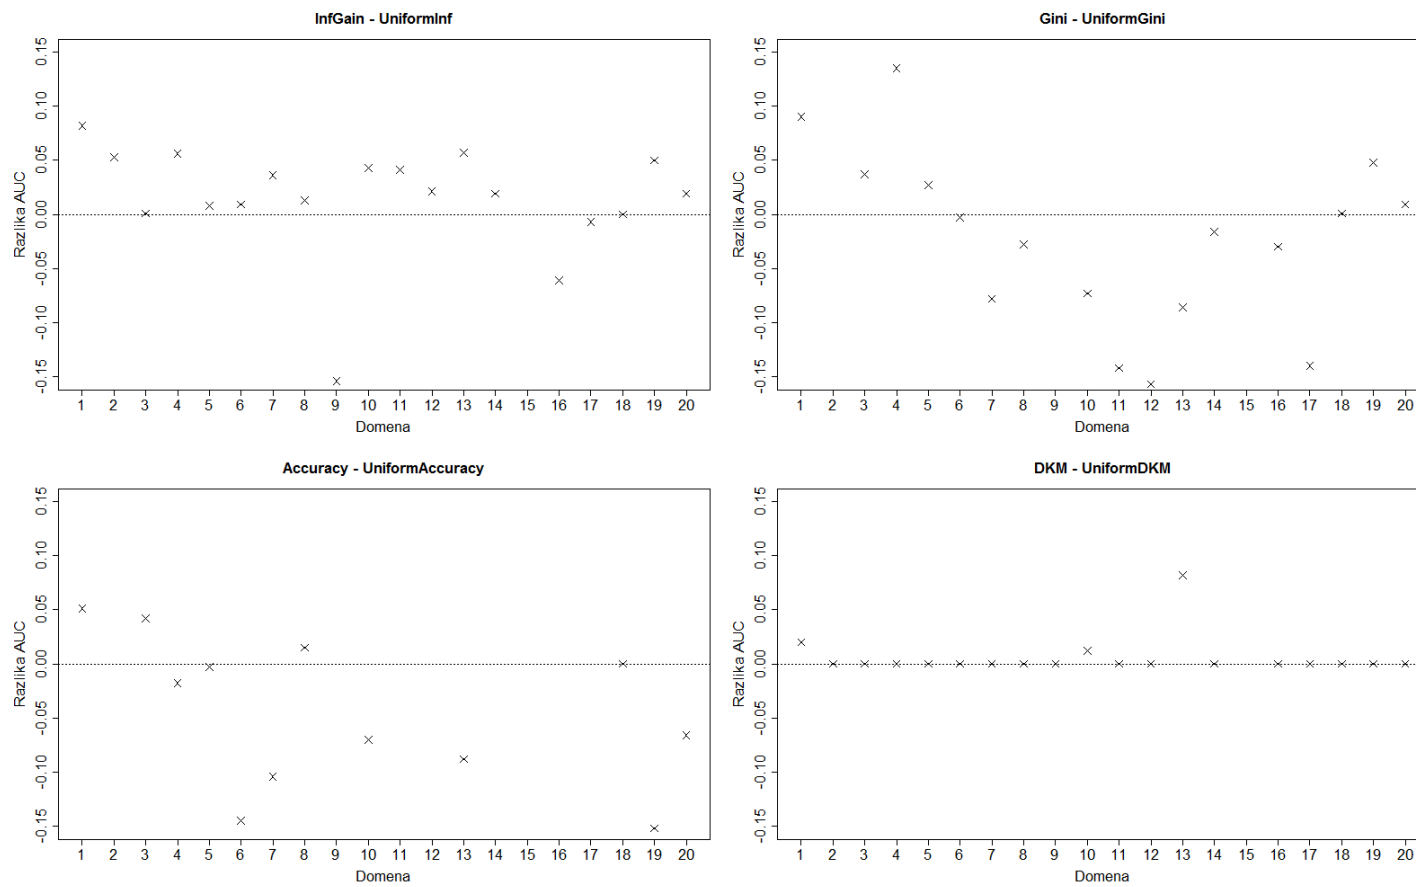 InfGain - UniformInf
Razlika AUC
0.15
0.10
0.05
0.00
-0.05
-0.10
-0.15
1 2 3 4 5 6 7 8 9 10 11 12 13 14 15 16 17 18 19 20
Domena
Gini - UniformGini
Razlika AUC
0.15
0.10
0.05
0.00
-0.05
-0.10
-0.15
1 2 3 4 5 6 7 8 9 10 11 12 13 14 15 16 17 18 19 20
Domena
Accuracy - UniformAccuracy
Razlika AUC
0.15
0.10
0.05
0.00
-0.05
-0.10
-0.15
1 2 3 4 5 6 7 8 9 10 11 12 13 14 15 16 17 18 19 20
Domena
DKM - UniformDKM
Razlika AUC
0.15
0.10
0.05
0.00
-0.05
-0.10
-0.15
1 2 3 4 5 6 7 8 9 10 11 12 13 14 15 16 17 18 19 20
Domena